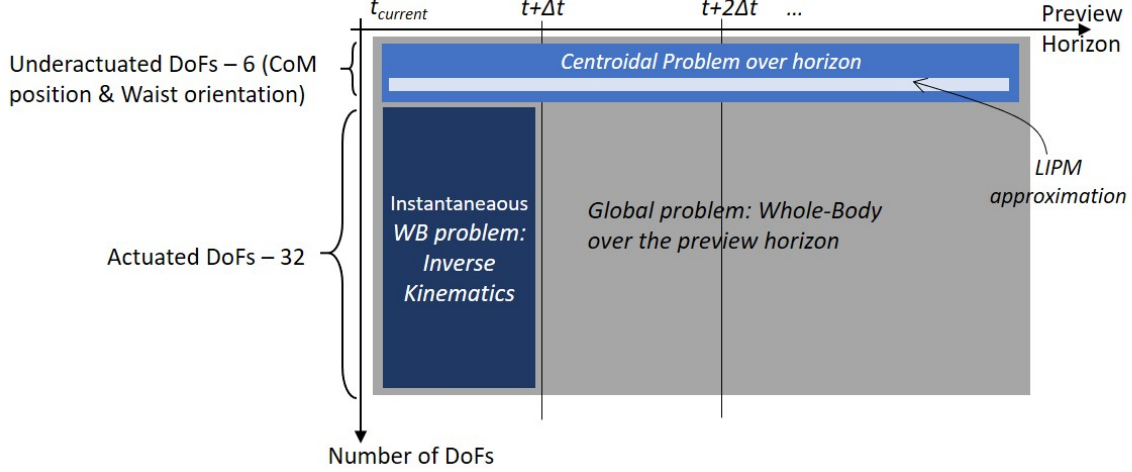 t_current t+Δt t+2Δt ...
Preview
Horizon
Underactuated DoFs – 6 (CoM
position & Waist orientation)
Centroidal Problem over horizon
LIPM
approximation
Instantaneaous
WB problem:
Inverse
Kinematics
Global problem: Whole-Body
over the preview horizon
Actuated DoFs – 32
Number of DoFs